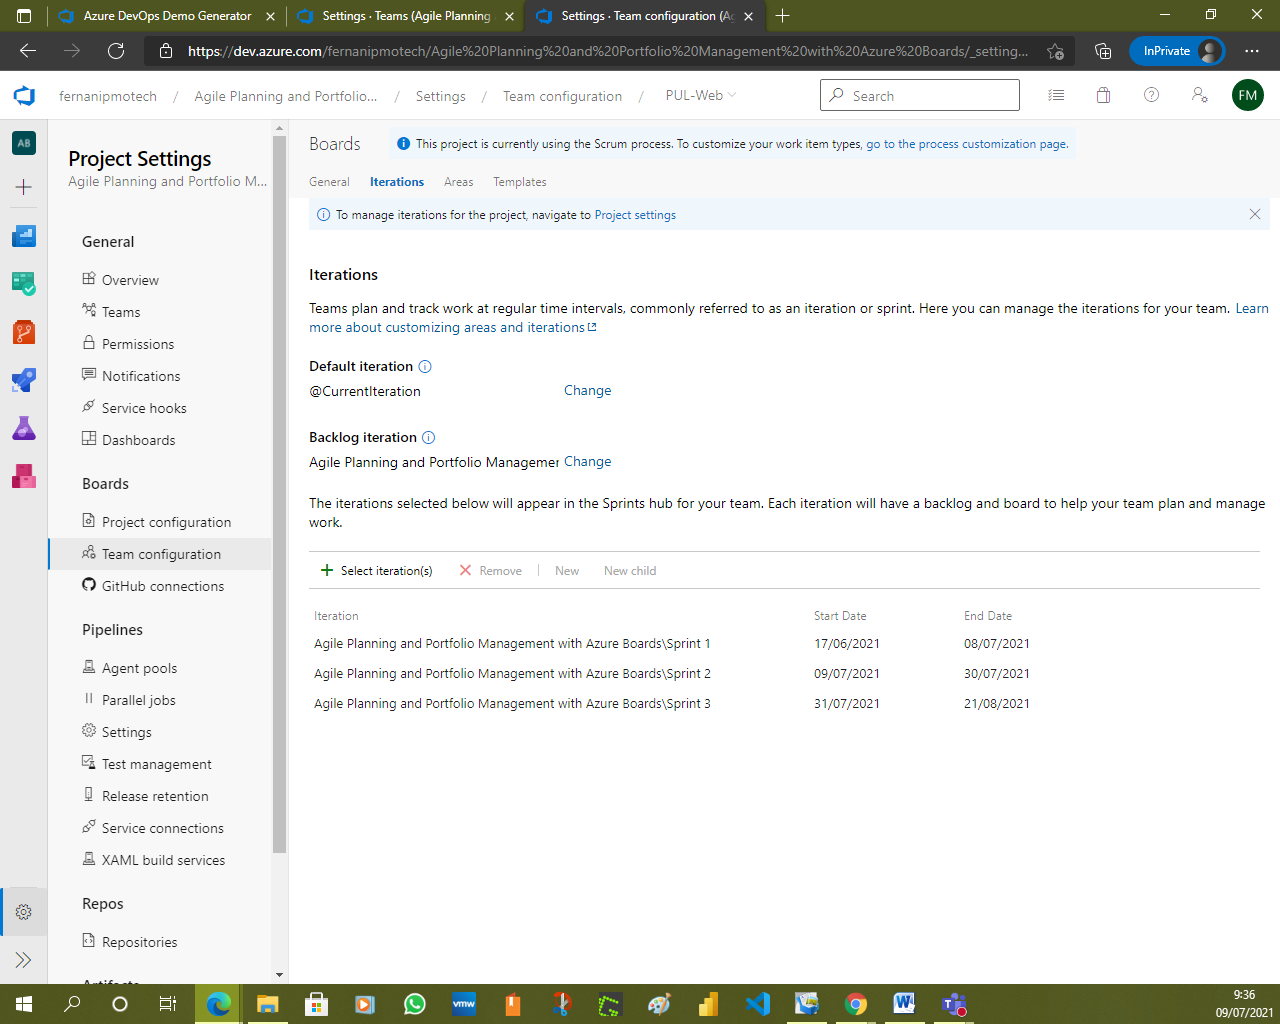 Azure DevOps Demo Generator
Settings · Teams (Agile Planning
Settings · Team configuration (Ag
https://dev.azure.com/fernanipmotech/Agile%20Planning%20and%20Portfolio%20Management%20with%20Azure%20Boards/_setting...
InPrivate
fernanipmotech / Agile Planning and Portfolio... / Settings / Team configuration / PUL-Web
Search
FM
AB
Project Settings
Agile Planning and Portfolio M...
General
Overview
Teams
Permissions
Notifications
Service hooks
Dashboards
Boards
Project configuration
Team configuration
GitHub connections
Pipelines
Agent pools
Parallel jobs
Settings
Test management
Release retention
Service connections
XAML build services
Repos
Repositories
Artifacts
Boards
This project is currently using the Scrum process. To customize your work item types, go to the process customization page.
General Iterations Areas Templates
To manage iterations for the project, navigate to Project settings
Iterations
Teams plan and track work at regular time intervals, commonly referred to as an iteration or sprint. Here you can manage the iterations for your team. Learn
more about customizing areas and iterations
Default iteration
@CurrentIteration Change
Backlog iteration
Agile Planning and Portfolio Managemer Change
The iterations selected below will appear in the Sprints hub for your team. Each iteration will have a backlog and board to help your team plan and manage
work.
Select iteration(s) Remove New New child
Iteration Start Date End Date
Agile Planning and Portfolio Management with Azure Boards\Sprint 1 17/06/2021 08/07/2021
Agile Planning and Portfolio Management with Azure Boards\Sprint 2 09/07/2021 30/07/2021
Agile Planning and Portfolio Management with Azure Boards\Sprint 3 31/07/2021 21/08/2021
vmw
9:36
09/07/2021